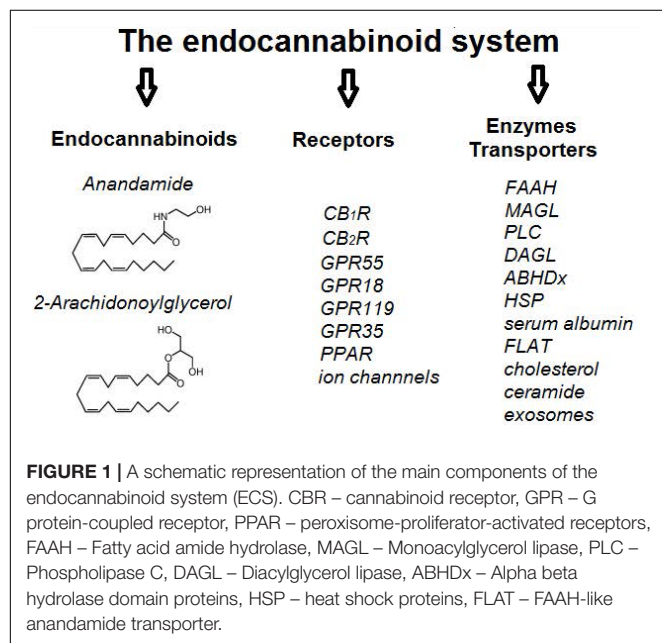 The endocannabinoid system
Endocannabinoids
Anandamide
OH
HN
O
2-Arachidonoylglycerol
HO
O
OH
O
Receptors
CB1R
CB2R
GPR55
GPR18
GPR119
GPR35
PPAR
ion channnels
Enzymes
Transporters
FAAH
MAGL
PLC
DAGL
ABHDx
HSP
serum albumin
FLAT
cholesterol
ceramide
exosomes
FIGURE 1 | A schematic representation of the main components of the
endocannabinoid system (ECS). CBR – cannabinoid receptor, GPR – G
protein-coupled receptor, PPAR – peroxisome-proliferator-activated receptors,
FAAH – Fatty acid amide hydrolase, MAGL – Monoacylglycerol lipase, PLC –
Phospholipase C, DAGL – Diacylglycerol lipase, ABHDx – Alpha beta
hydrolase domain proteins, HSP – heat shock proteins, FLAT – FAAH-like
anandamide transporter.